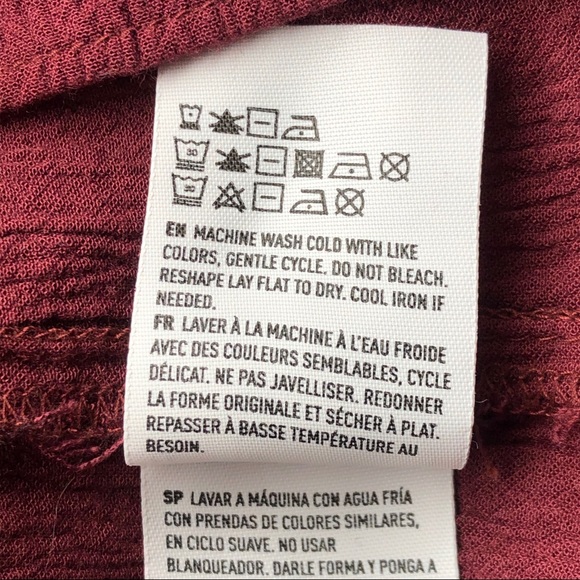 30
30
EN MACHINE WASH COLD WITH LIKE
COLORS, GENTLE CYCLE. DO NOT BLEACH.
RESHAPE LAY FLAT TO DRY. COOL IRON IF
NEEDED.
FR LAVER À LA MACHINE À L'EAU FROIDE
AVEC DES COULEURS SEMBLABLES, CYCLE
DÉLICAT. NE PAS JAVELLISER. REDONNER
LA FORME ORIGINALE ET SÉCHER À PLAT.
REPASSER À BASSE TEMPÉRATURE AU
BESOIN.
SP LAVAR A MÁQUINA CON AGUA FRÍA
CON PRENDAS DE COLORES SIMILARES,
EN CICLO SUAVE. NO USAR
BLANQUEADOR. DARLE FORMA Y PONGA A